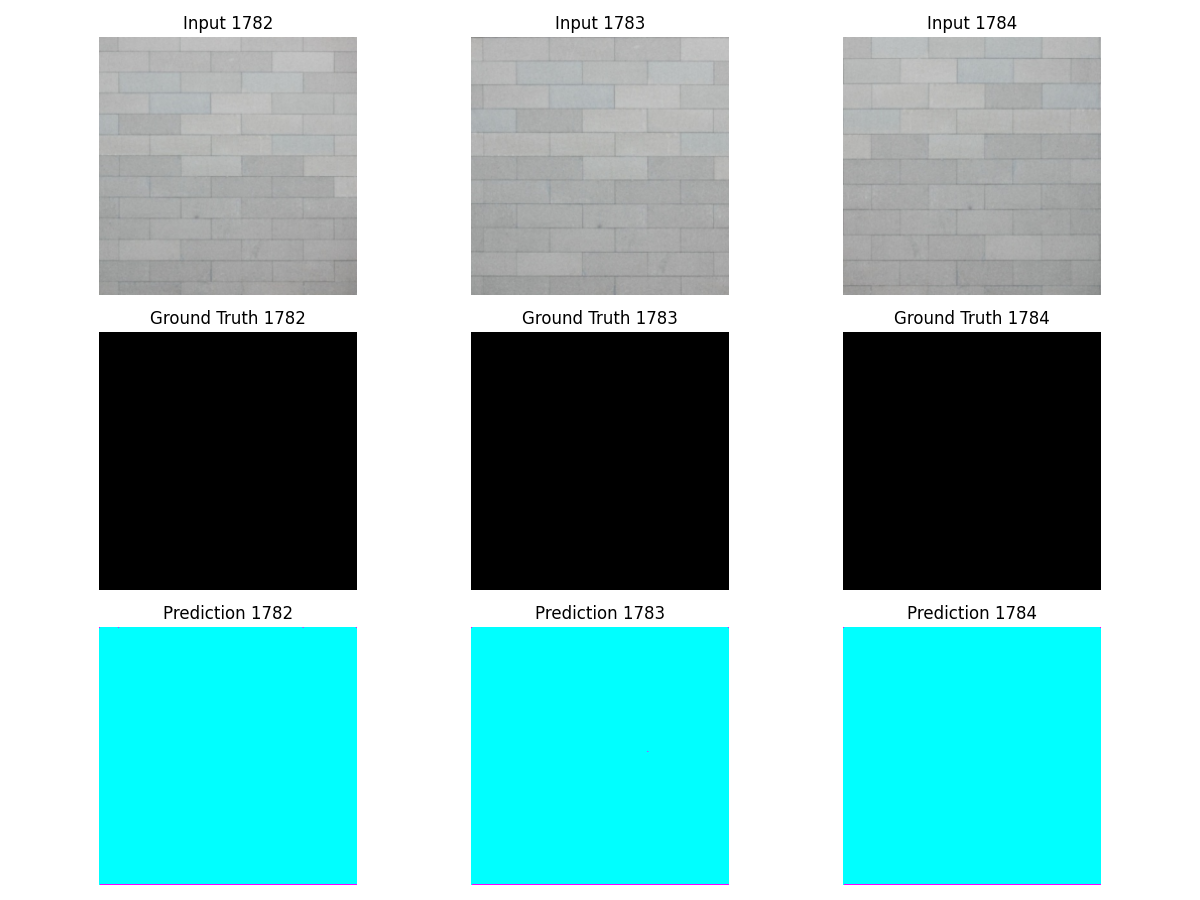 Input 1782
Input 1783
Input 1784
Ground Truth 1782
Ground Truth 1783
Ground Truth 1784
Prediction 1782
Prediction 1783
Prediction 1784